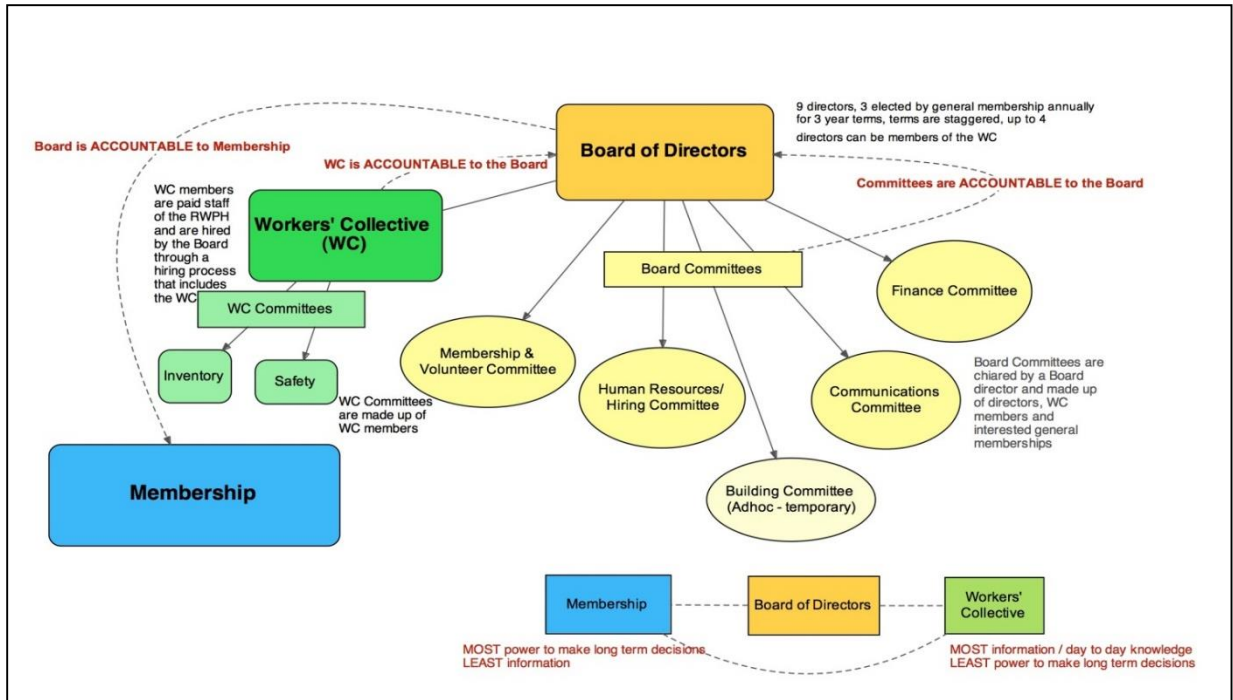 9 directors, 3 elected by general membership annually
for 3 year terms, terms are staggered, up to 4
directors can be members of the WC
Board of Directors
Board is ACCOUNTABLE to Membership
WC is ACCOUNTABLE to the Board
Committees are ACCOUNTABLE to the Board
WC members
are paid staff
of the RWPH
and are hired
by the Board
through a
hiring process
that includes
the WC
Workers' Collective
(WC)
Board Committees
WC Committees
Finance Committee
Inventory
Safety
Membership &
Volunteer Committee
Human Resources/
Hiring Committee
Communications
Committee
Board Committees are
chiared by a Board
director and made up
of directors, WC
members and
interested general
memberships
WC Committees
are made up of
WC members
Membership
Building Committee
(Adhoc - temporary)
Membership
Board of Directors
Workers'
Collective
MOST power to make long term decisions
LEAST information
MOST information / day to day knowledge
LEAST power to make long term decisions